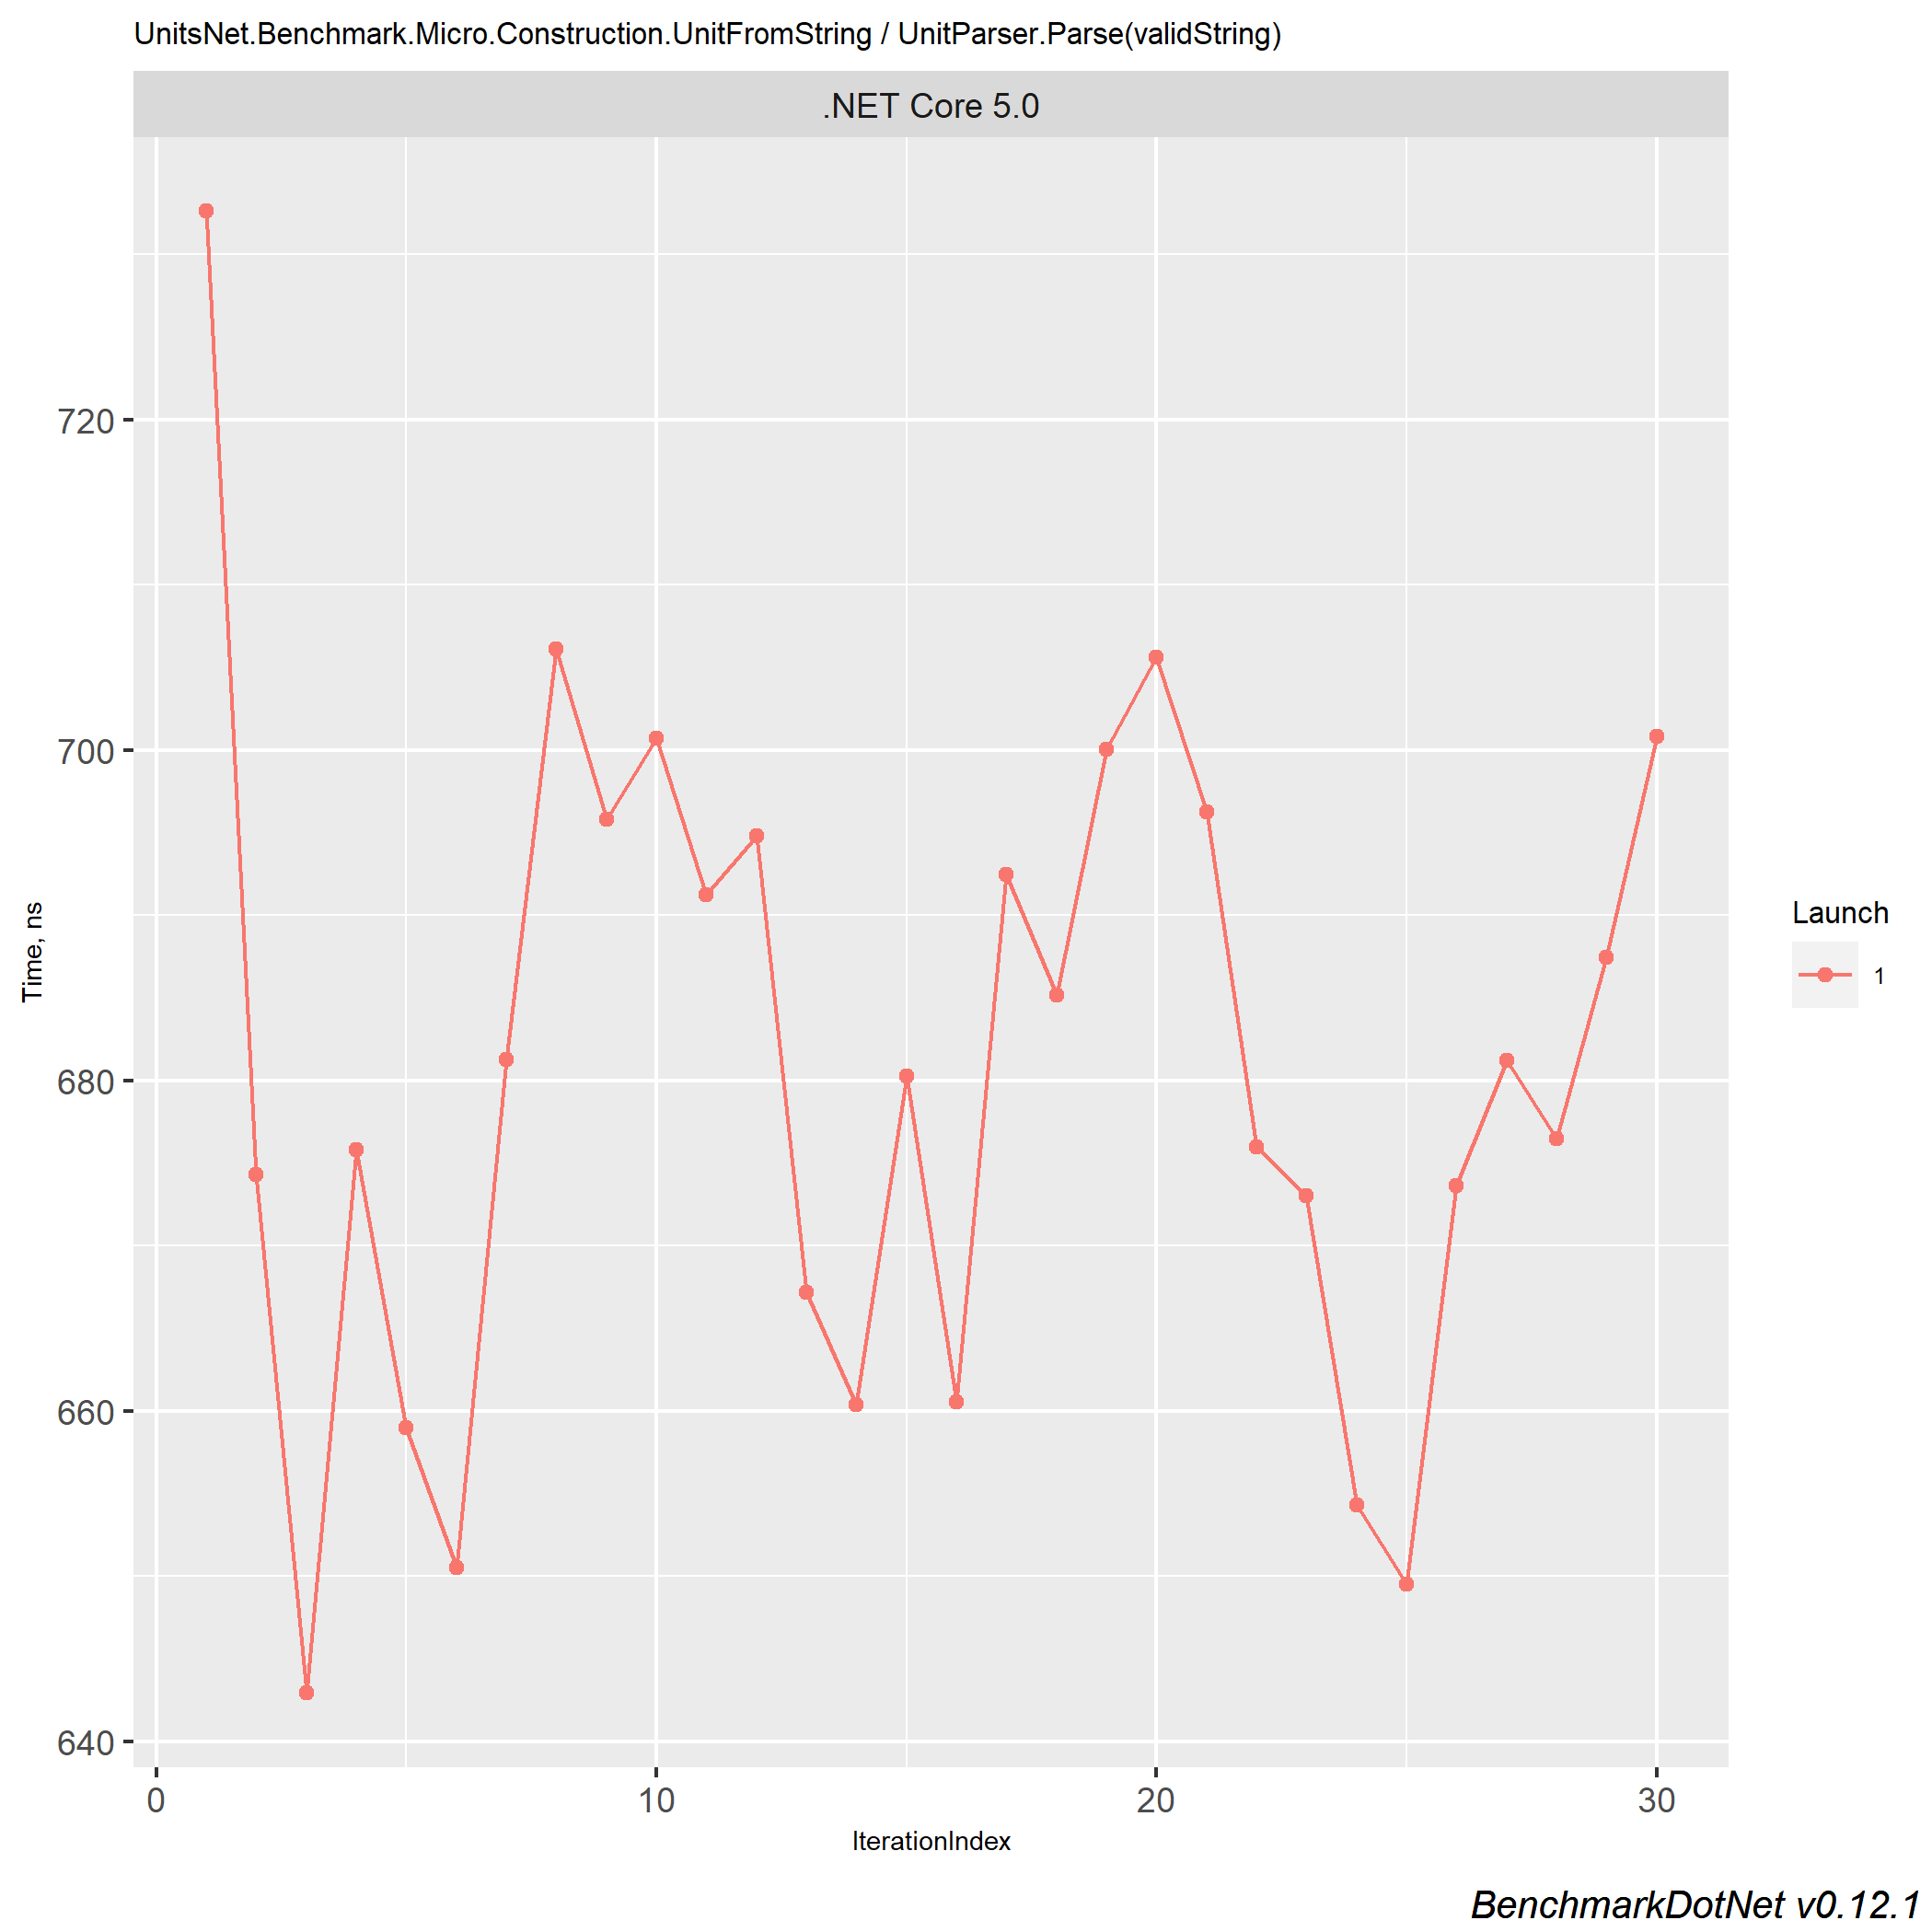 UnitsNet.Benchmark.Micro.Construction.UnitFromString / UnitParser.Parse(validString)
.NET Core 5.0
720
700
680
660
640
Time, ns
0 10 20 30
IterationIndex
Launch
1
BenchmarkDotNet v0.12.1